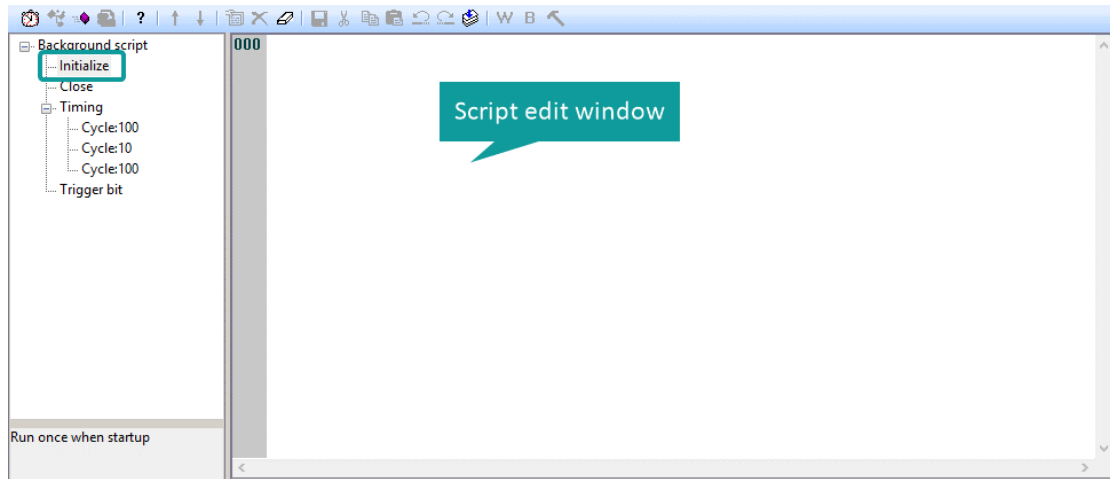 ? W B
Background script
Initialize
Close
Timing
Cycle:100
Cycle:10
Cycle:100
Trigger bit
000
Script edit window
Run once when startup